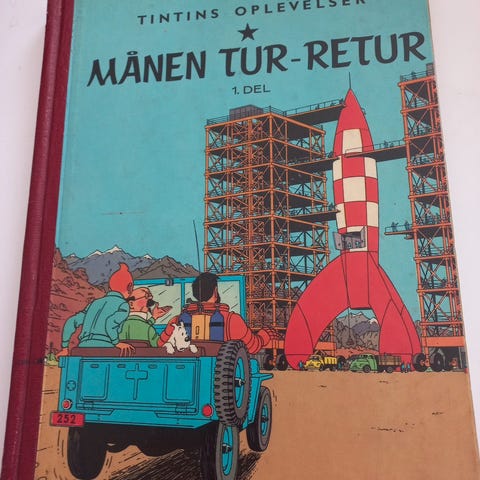 TINTINS OPLEVELSER
MÅNEN TUR-RETUR
1. DEL
252